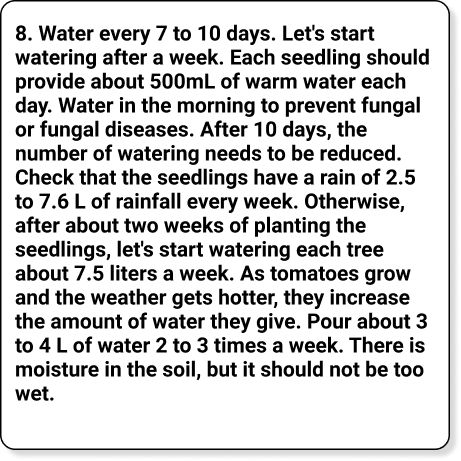 8. Water every 7 to 10 days. Let's start
watering after a week. Each seedling should
provide about 500mL of warm water each
day. Water in the morning to prevent fungal
or fungal diseases. After 10 days, the
number of watering needs to be reduced.
Check that the seedlings have a rain of 2.5
to 7.6 L of rainfall every week. Otherwise,
after about two weeks of planting the
seedlings, let's start watering each tree
about 7.5 liters a week. As tomatoes grow
and the weather gets hotter, they increase
the amount of water they give. Pour about 3
to 4 L of water 2 to 3 times a week. There is
moisture in the soil, but it should not be too
wet.